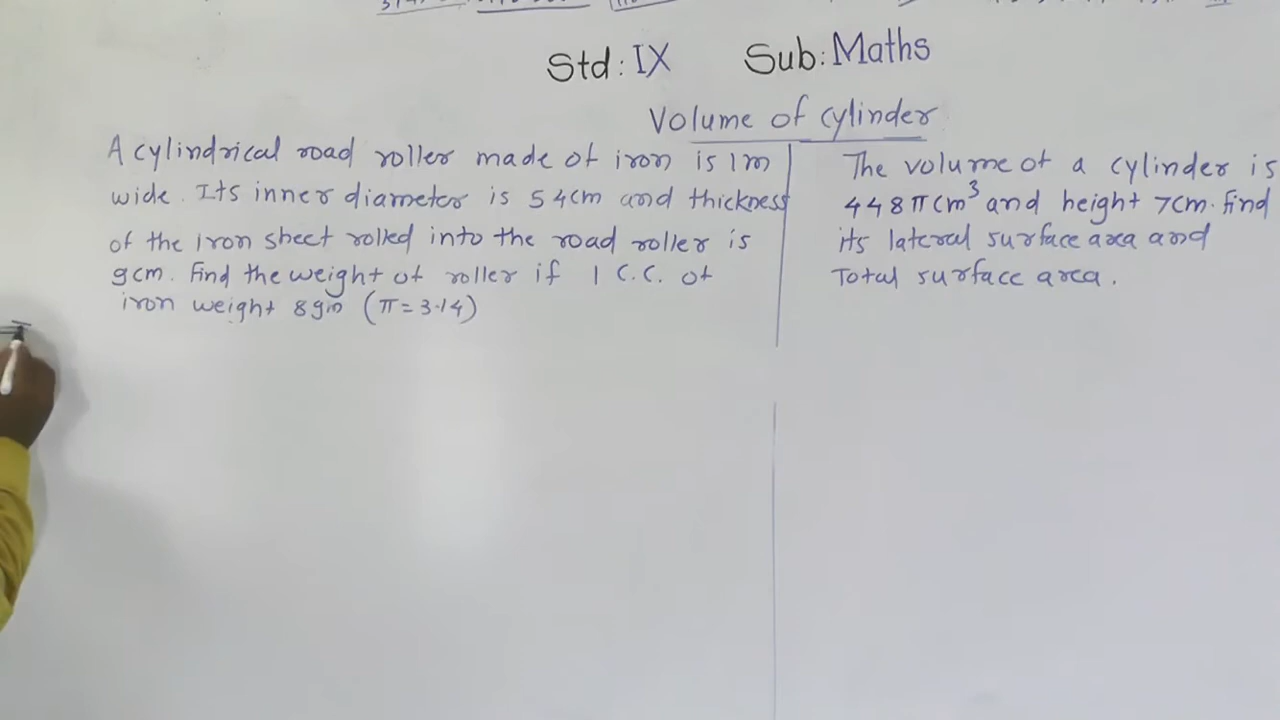 Std: IX Sub: Maths
Volume of cylinder
A cylindrical road roller made of iron is 1m
wide. Its inner diameter is 54cm and thickness
of the iron sheet rolled into the road roller is
9cm. Find the weight of roller if 1 C.C. of
iron weight 8gm (π = 3.14)
The volume of a cylinder is
448π cm³ and height 7cm. find
its lateral surface area and
Total surface area.